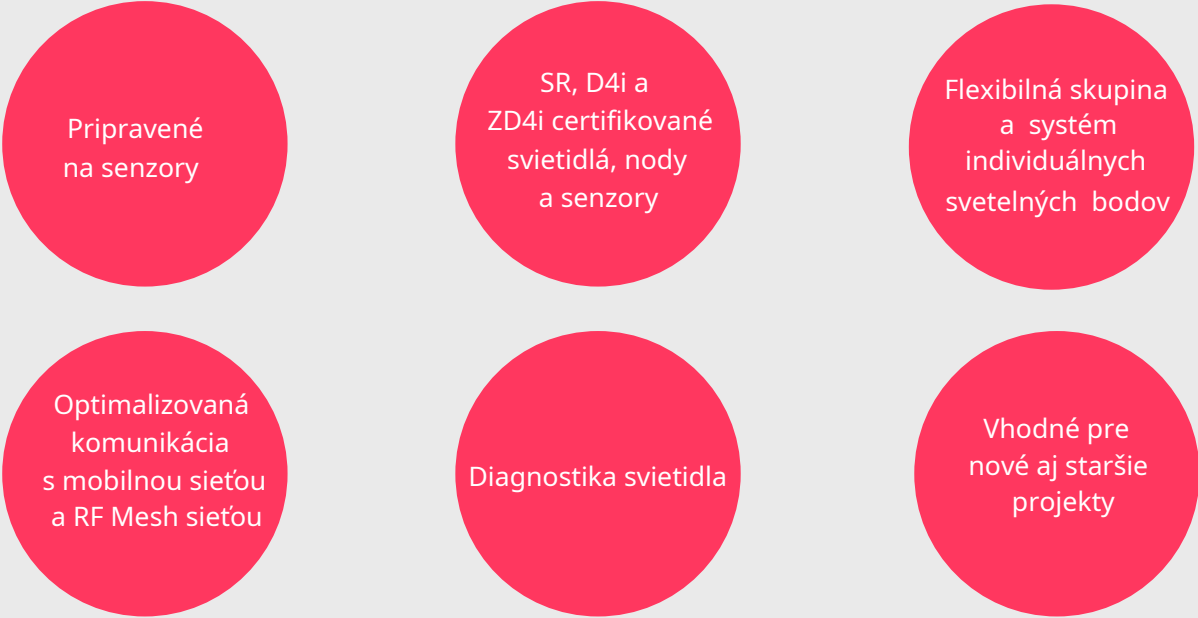 Pripravené
na senzory
SR, D4i a
ZD4i certifikované
svietidlá, nody
a senzory
Flexibilná skupina
a systém
individuálnych
svetelných bodov
Optimalizovaná
komunikácia
s mobilnou sieťou
a RF Mesh sieťou
Diagnostika svietidla
Vhodné pre
nové aj staršie
projekty